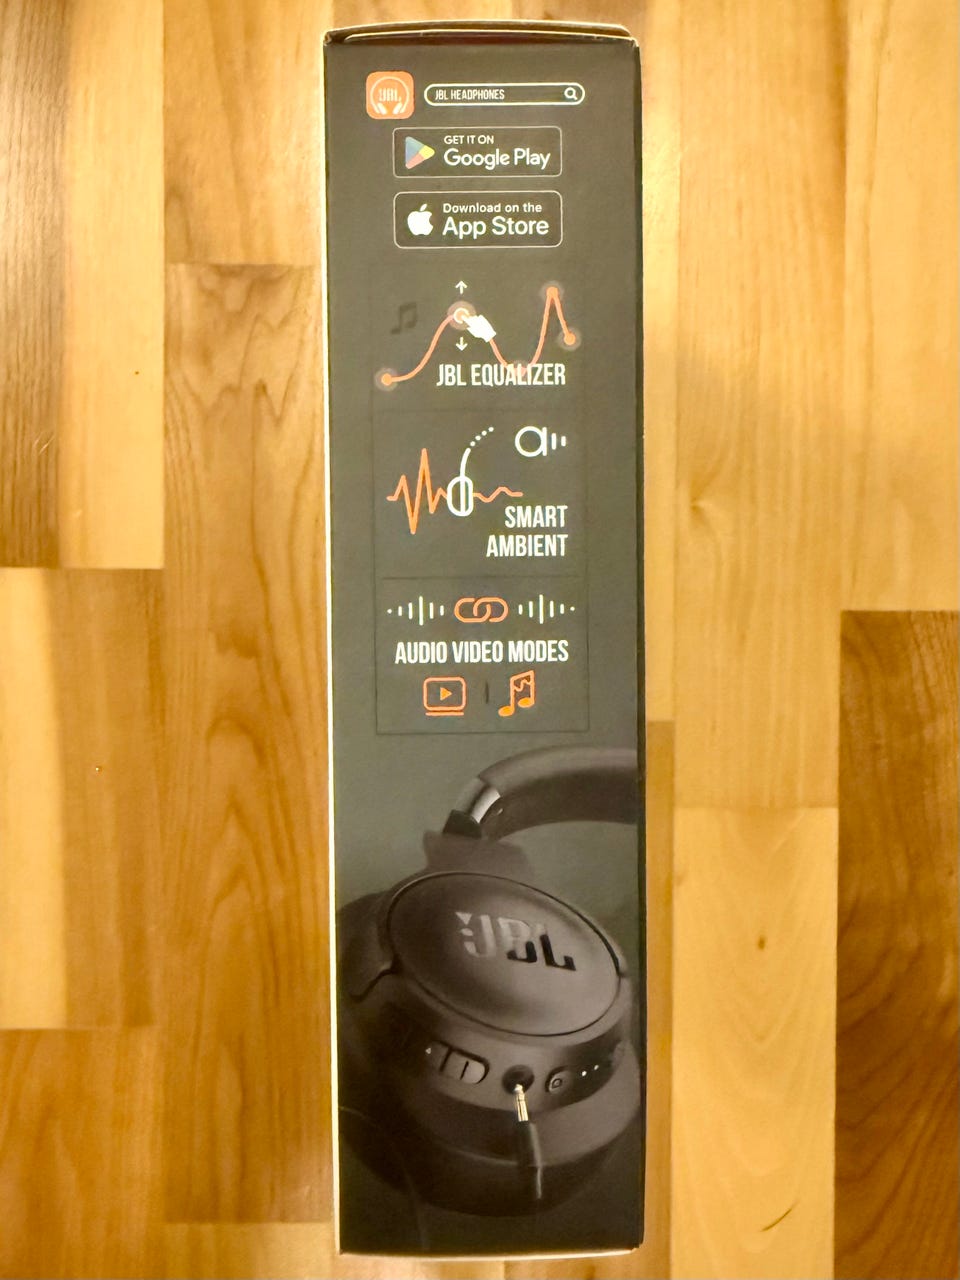 JBL
JBL HEADPHONES
GET IT ON
Google Play
Download on the
App Store
JBL EQUALIZER
SMART
AMBIENT
AUDIO VIDEO MODES
JBL